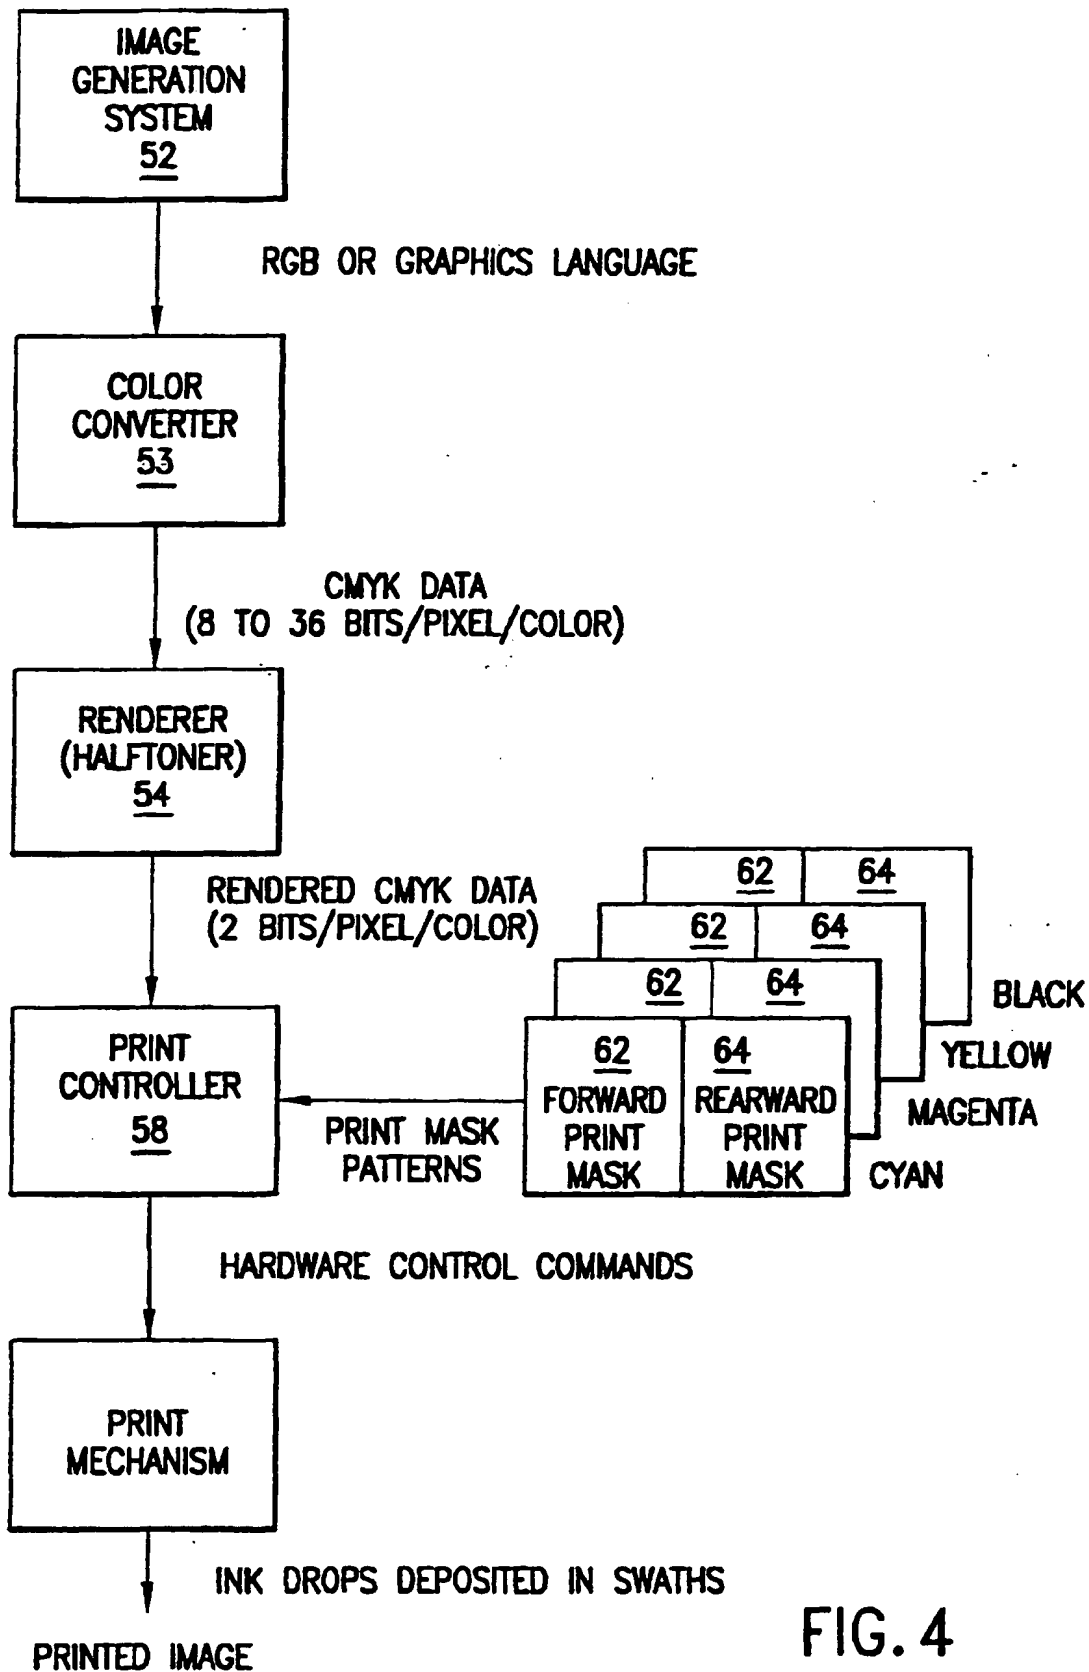 IMAGE
GENERATION
SYSTEM
52
RGB OR GRAPHICS LANGUAGE
COLOR
CONVERTER
53
CMYK DATA
(8 TO 36 BITS/PIXEL/COLOR)
RENDERER
(HALFTONER)
54
RENDERED CMYK DATA
(2 BITS/PIXEL/COLOR)
62 64
62 64
62 64
BLACK
YELLOW
MAGENTA
CYAN
62 64
FORWARD REARWARD
PRINT PRINT
MASK MASK
PRINT
CONTROLLER
58
PRINT MASK
PATTERNS
HARDWARE CONTROL COMMANDS
PRINT
MECHANISM
INK DROPS DEPOSITED IN SWATHS
PRINTED IMAGE
FIG. 4